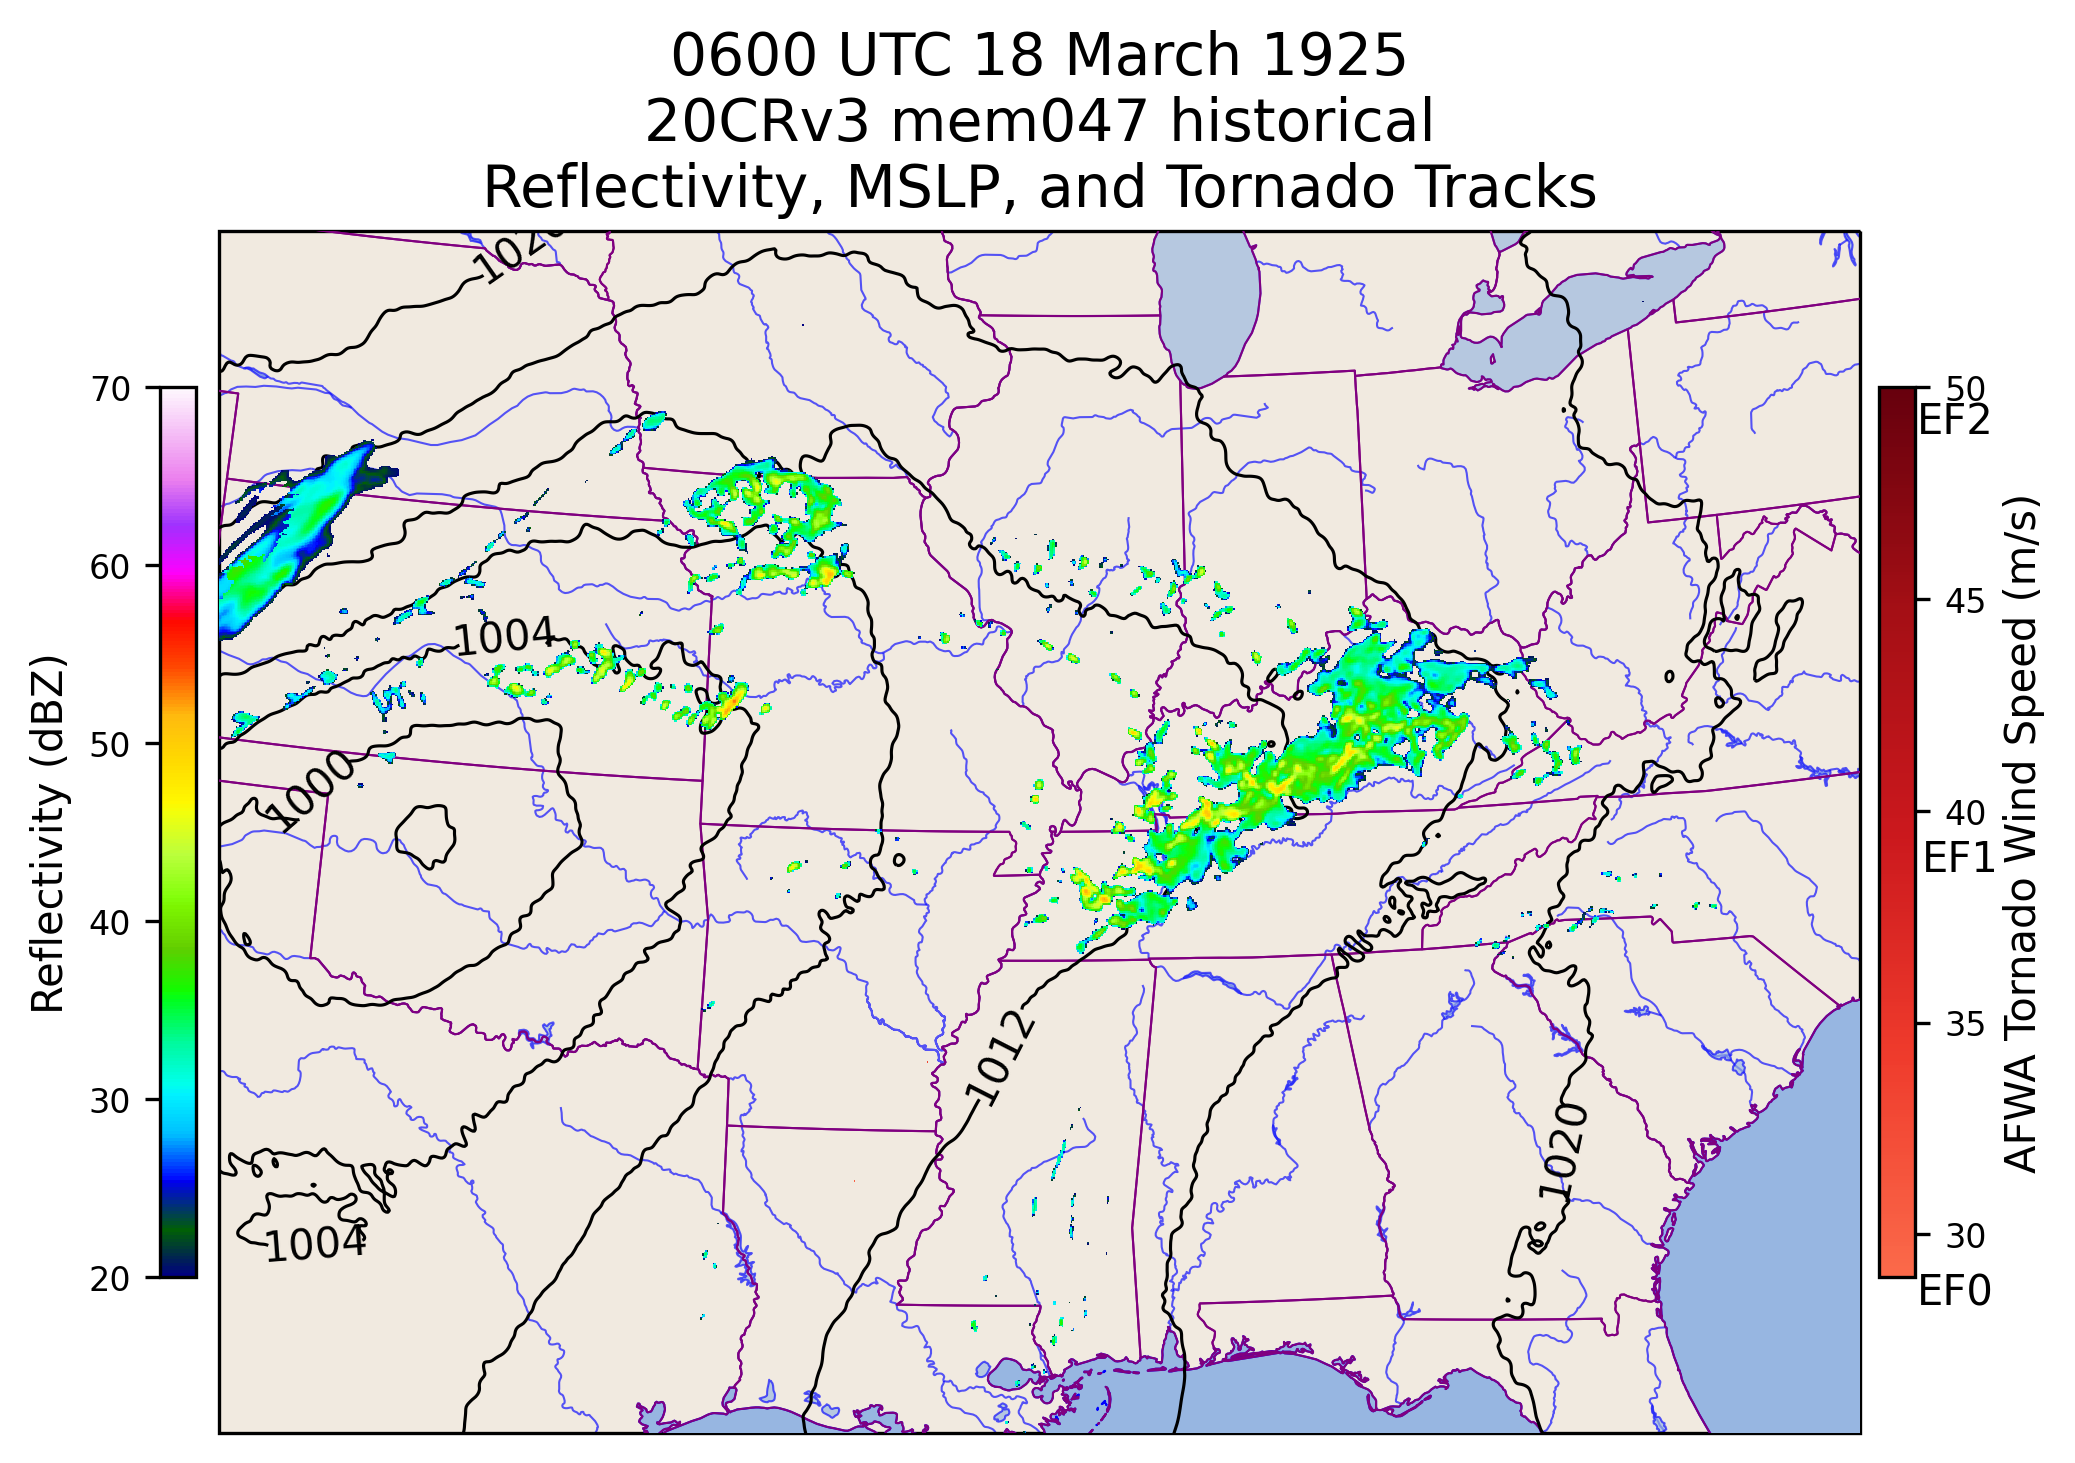 0600 UTC 18 March 1925
20CRv3 mem047 historical
Reflectivity, MSLP, and Tornado Tracks
70
60
50
40
30
20
Reflectivity (dBZ)
1004
1000
1012
1020
1004
50
EF2
45
40
EF1
35
30
EF0
AFWA Tornado Wind Speed (m/s)